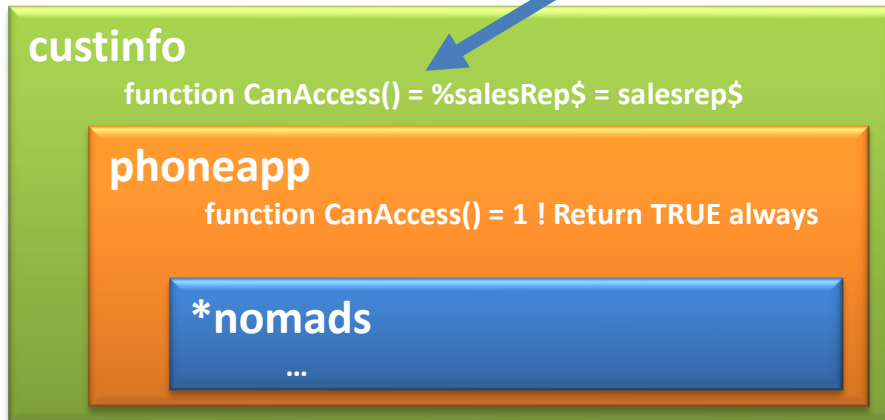 custinfo
function CanAccess() = %salesRep$ = salesrep$
phoneapp
function CanAccess() = 1 ! Return TRUE always
*nomads
...